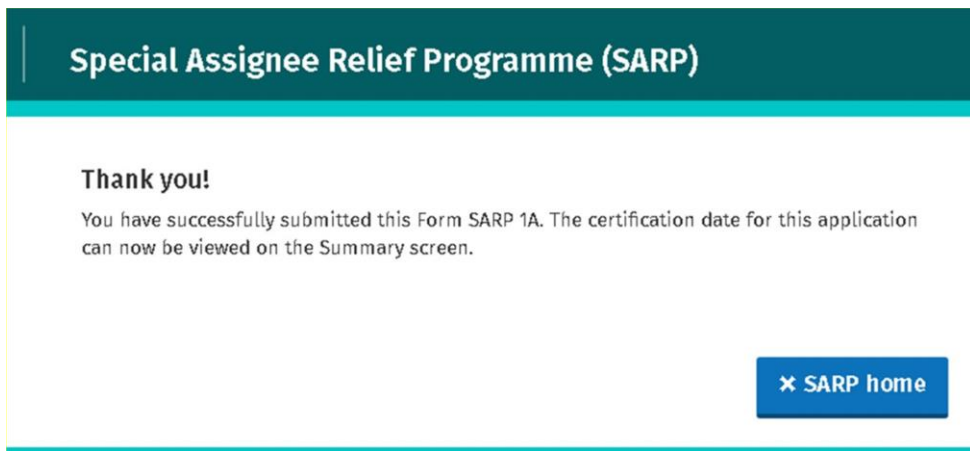 Special Assignee Relief Programme (SARP)
Thank you!
You have successfully submitted this Form SARP 1A. The certification date for this application
can now be viewed on the Summary screen.
× SARP home